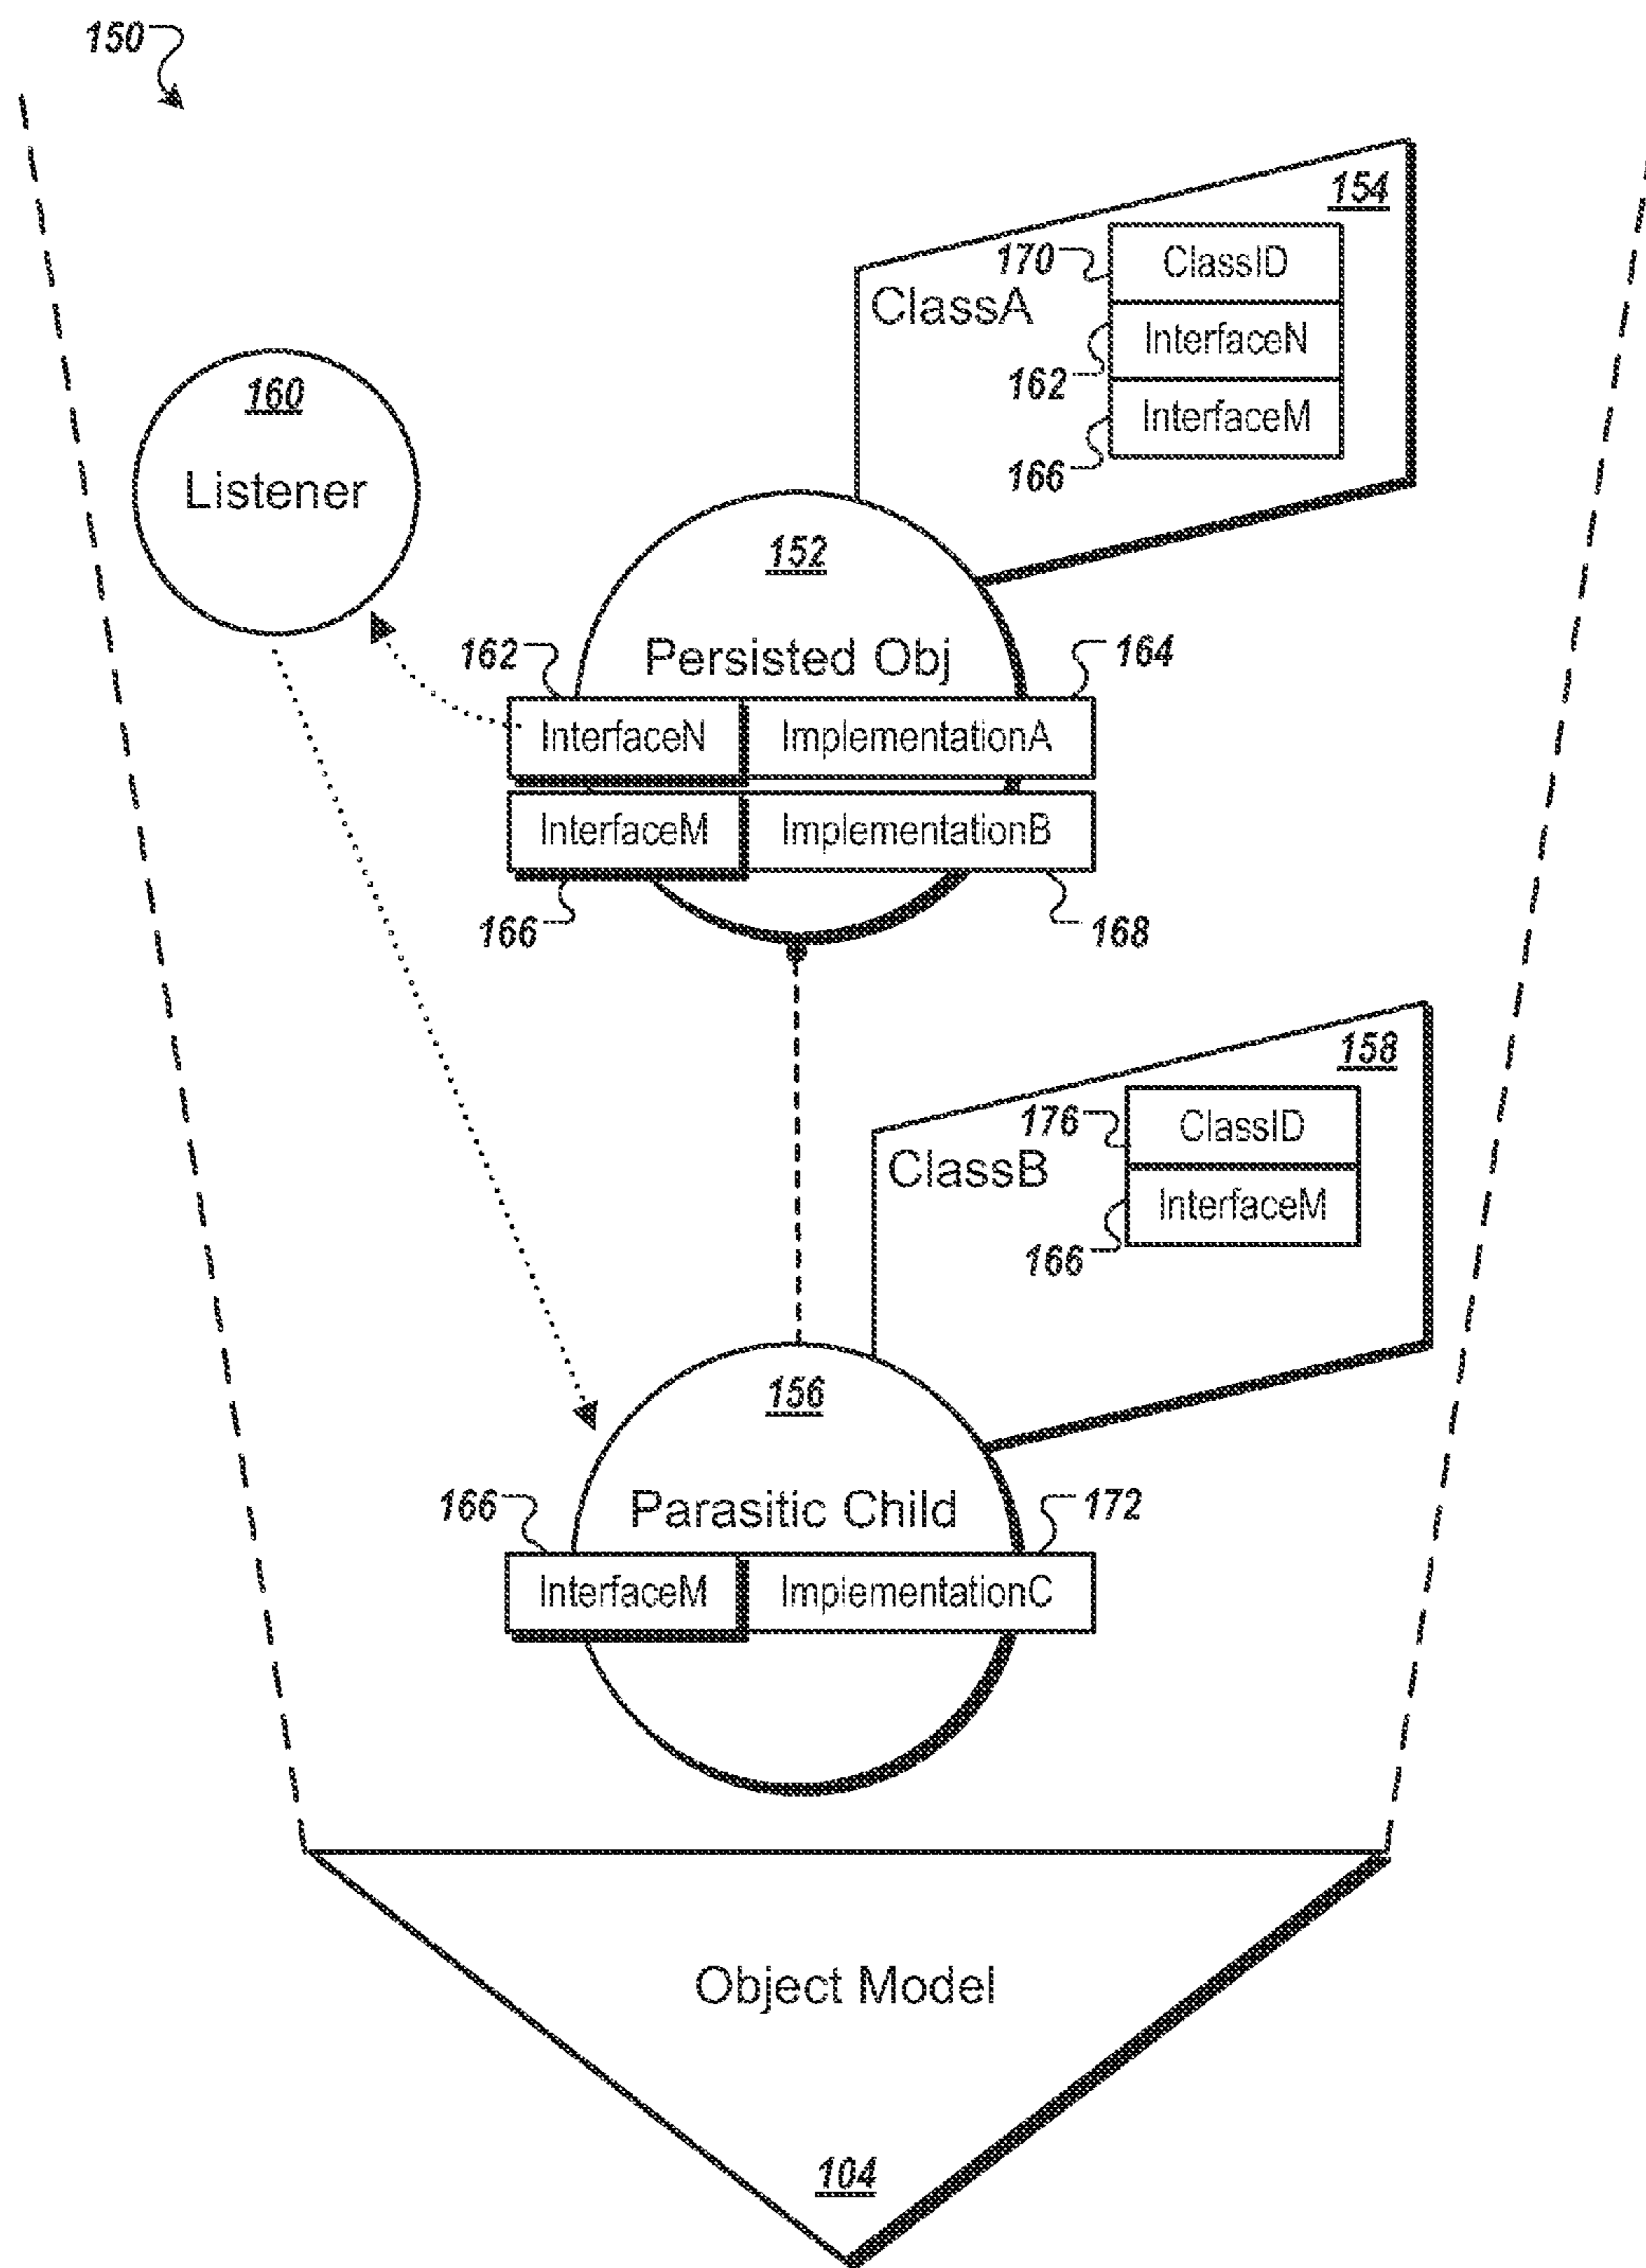 150
154
170
ClassID
ClassA
InterfaceN
162
InterfaceM
166
160
Listener
152
162
Persisted Obj
164
InterfaceN
ImplementationA
InterfaceM
ImplementationB
166
168
158
176
ClassID
ClassB
InterfaceM
166
156
166
Parasitic Child
172
InterfaceM
ImplementationC
Object Model
104